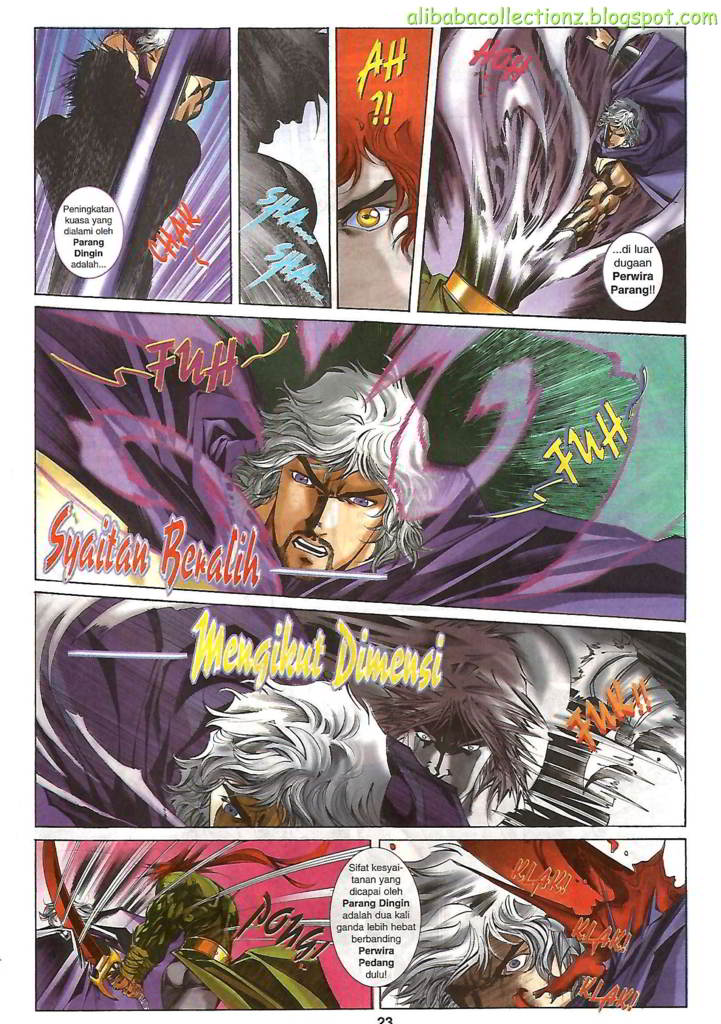 alibabacollectionz.blogspot.com
Peningkatan
kuasa yang
dialami oleh
Parang
Dingin
adalah...
CHAK
SHA...
SHA...
AH
?!
HOH
...di luar
dugaan
Perwira
Parang!!
FUH
FUH
Syaitan Beralih
Mengikut Dimensi
FUK!!
PONG!
Sifat kesyai-
tanan yang
dicapai oleh
Parang Dingin
adalah dua kali
ganda lebih hebat
berbanding
Perwira
Pedang
dulu!
KLAK!
KLAK!
KLAK!
23